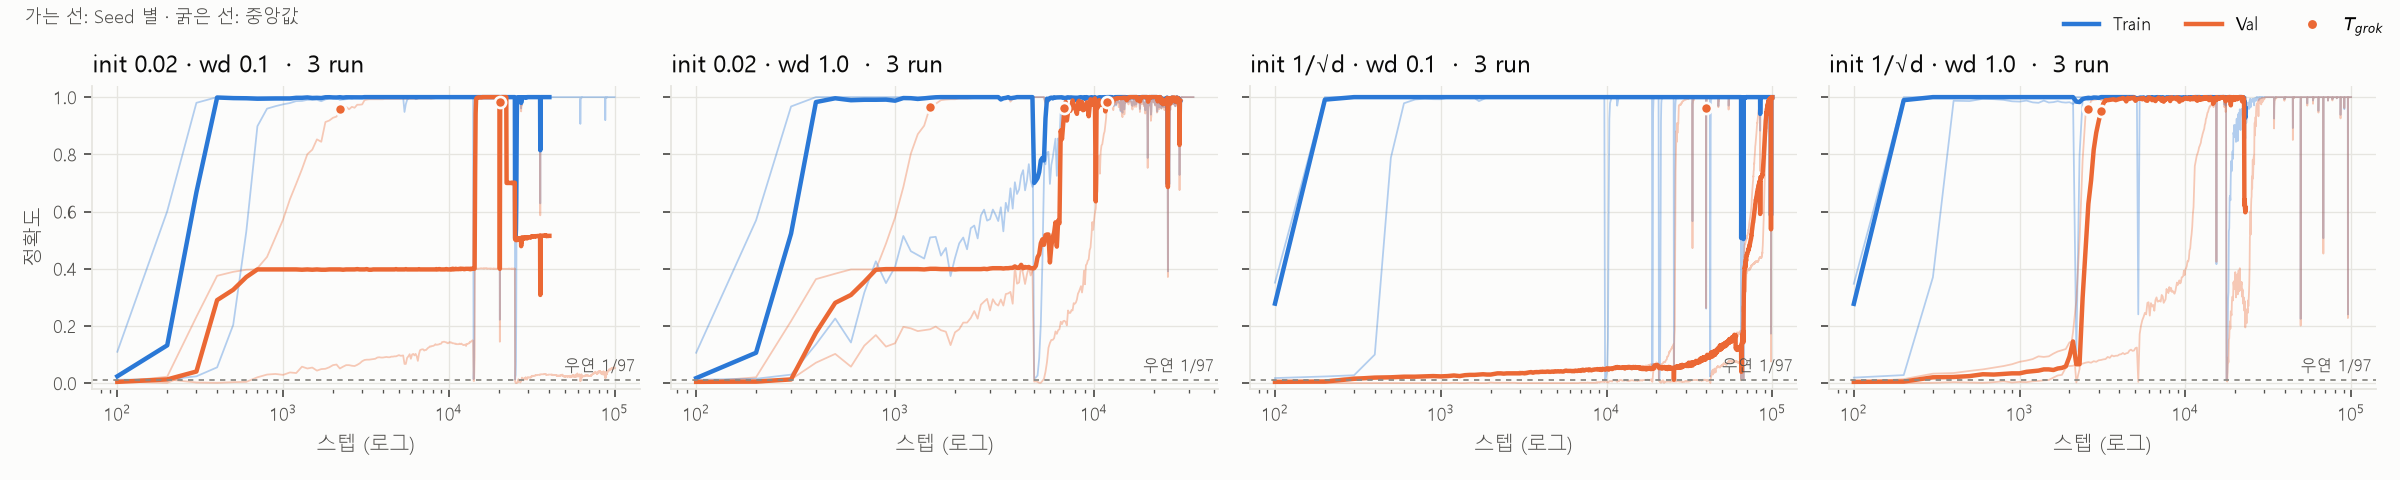 가는 선: Seed 별 · 굵은 선: 중앙값
Train Val T_grok
init 0.02 · wd 0.1 · 3 run
init 0.02 · wd 1.0 · 3 run
init 1/√d · wd 0.1 · 3 run
init 1/√d · wd 1.0 · 3 run
정확도
1.0
0.8
0.6
0.4
0.2
0.0
우연 1/97
우연 1/97
우연 1/97
우연 1/97
10² 10³ 10⁴ 10⁵
10² 10³ 10⁴
10² 10³ 10⁴ 10⁵
10² 10³ 10⁴ 10⁵
스텝 (로그)
스텝 (로그)
스텝 (로그)
스텝 (로그)